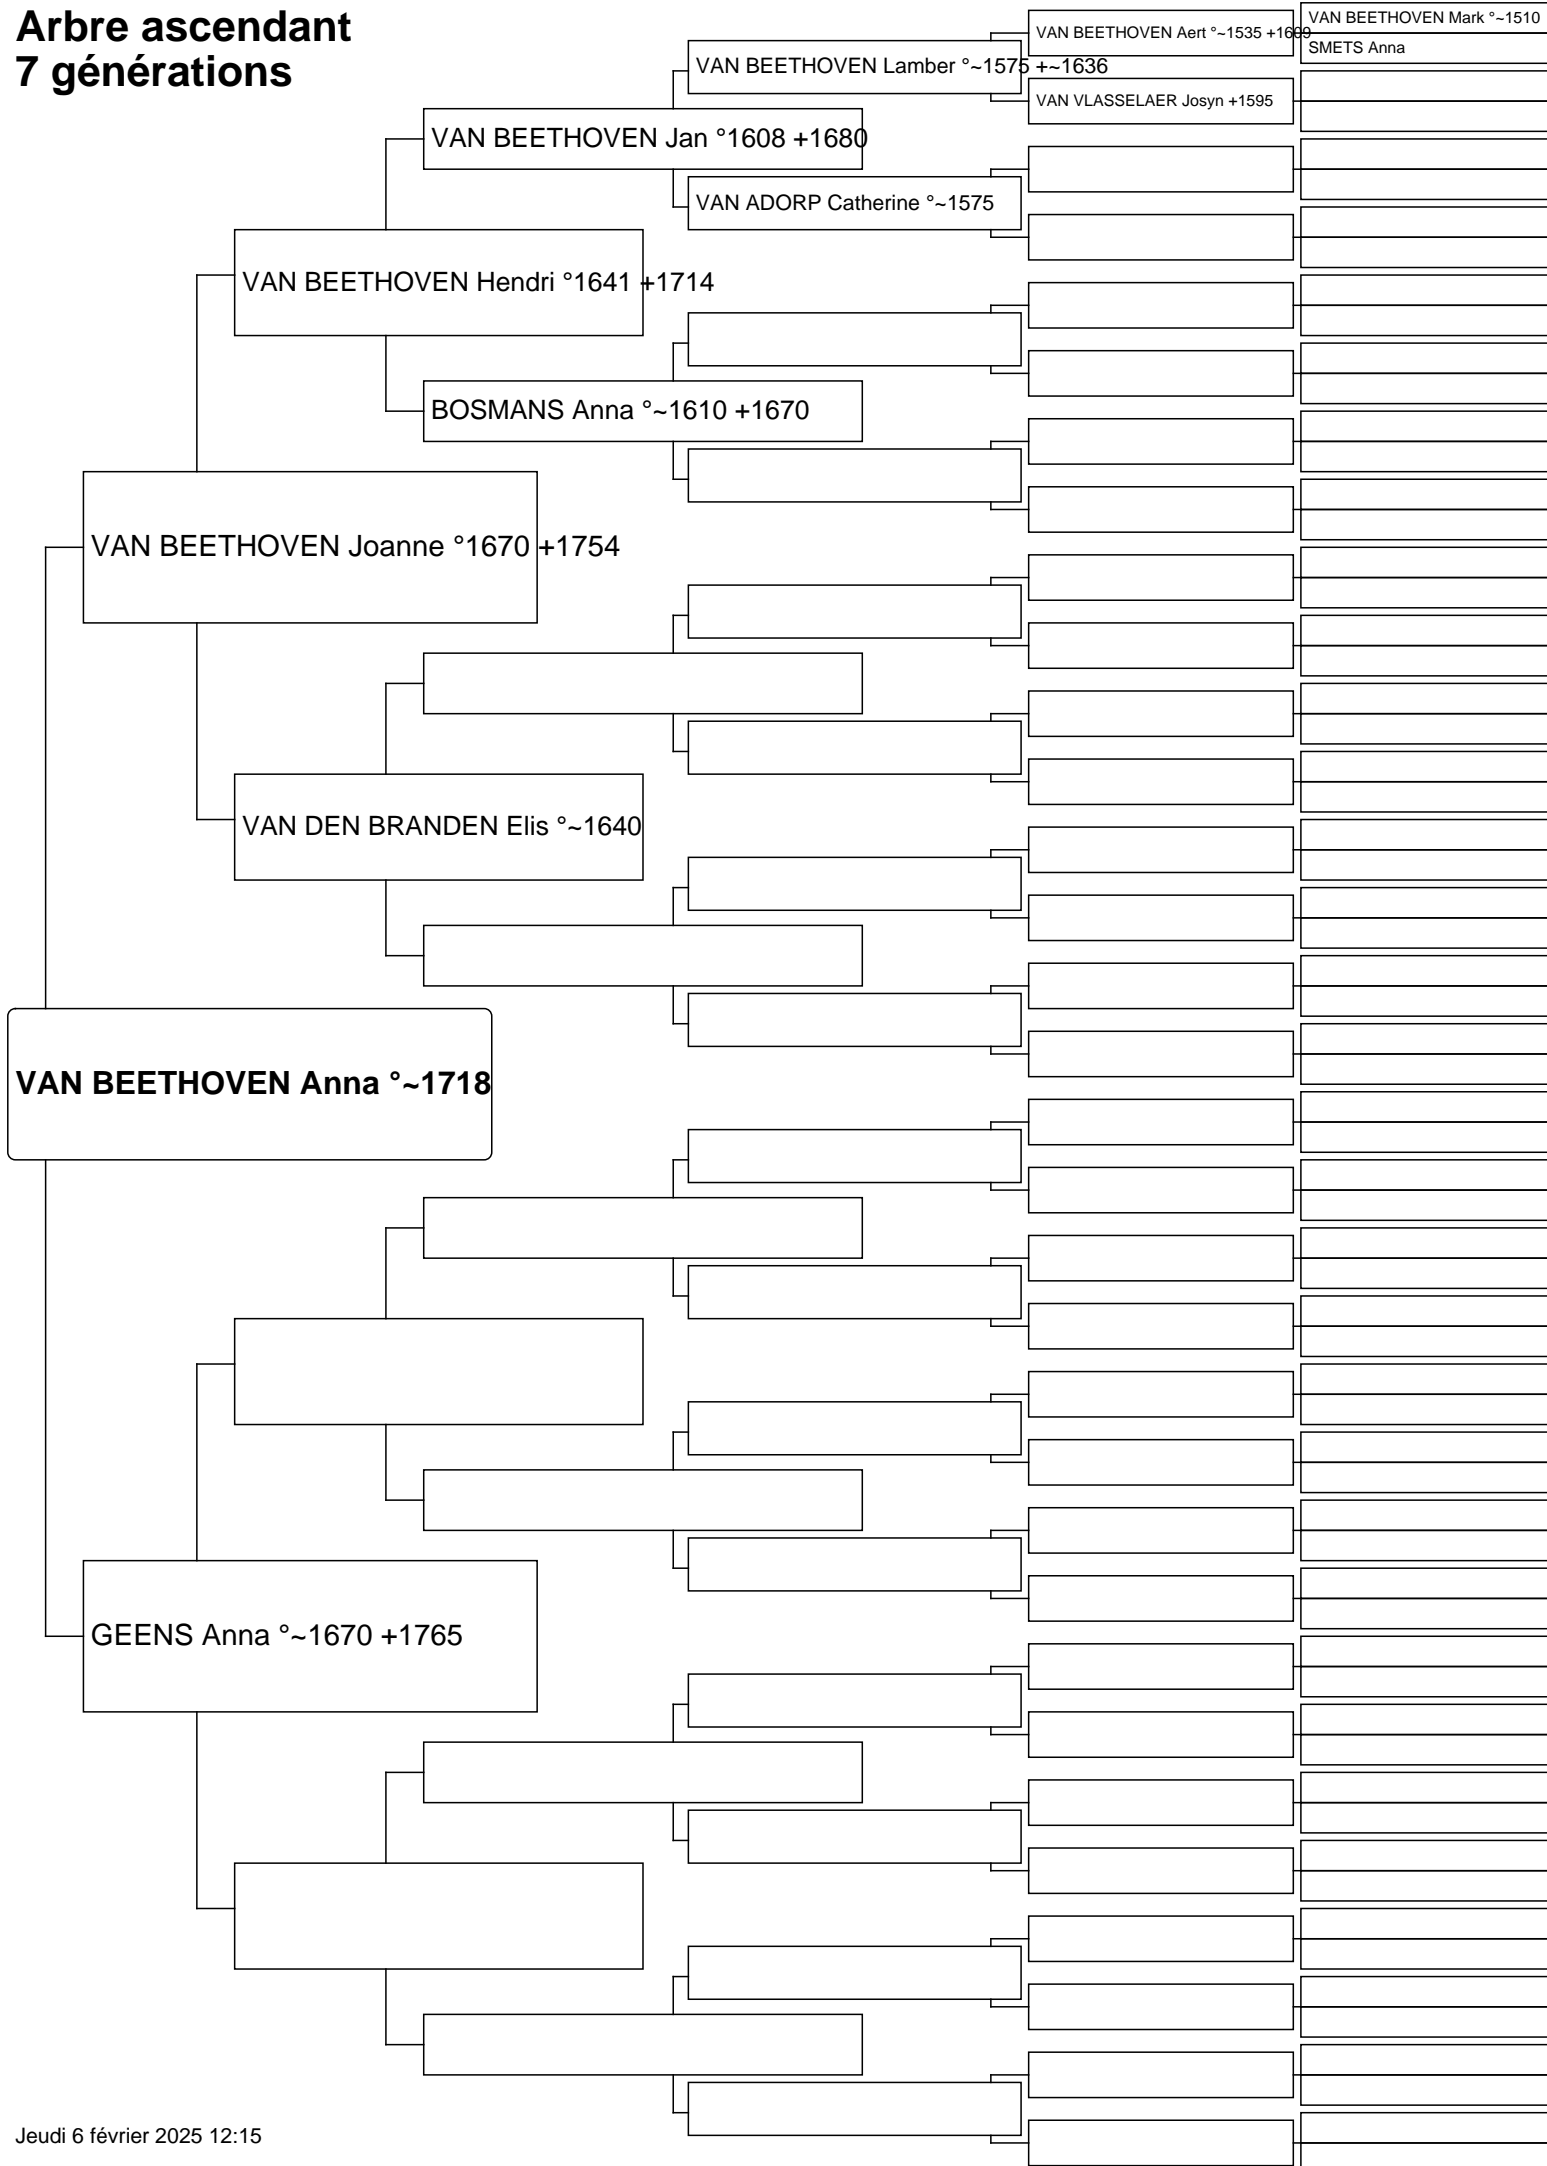 Arbre ascendant
7 générations
VAN BEETHOVEN Mark °~1510
SMETS Anna
VAN BEETHOVEN Aert °~1535 +1609
VAN BEETHOVEN Lamber °~1575 +~1636
VAN VLASSELAER Josyn +1595
VAN BEETHOVEN Jan °1608 +1680
VAN ADORP Catherine °~1575
VAN BEETHOVEN Hendri °1641 +1714
BOSMANS Anna °~1610 +1670
VAN BEETHOVEN Joanne °1670 +1754
VAN DEN BRANDEN Elis °~1640
VAN BEETHOVEN Anna °~1718
GEENS Anna °~1670 +1765
Jeudi 6 février 2025 12:15